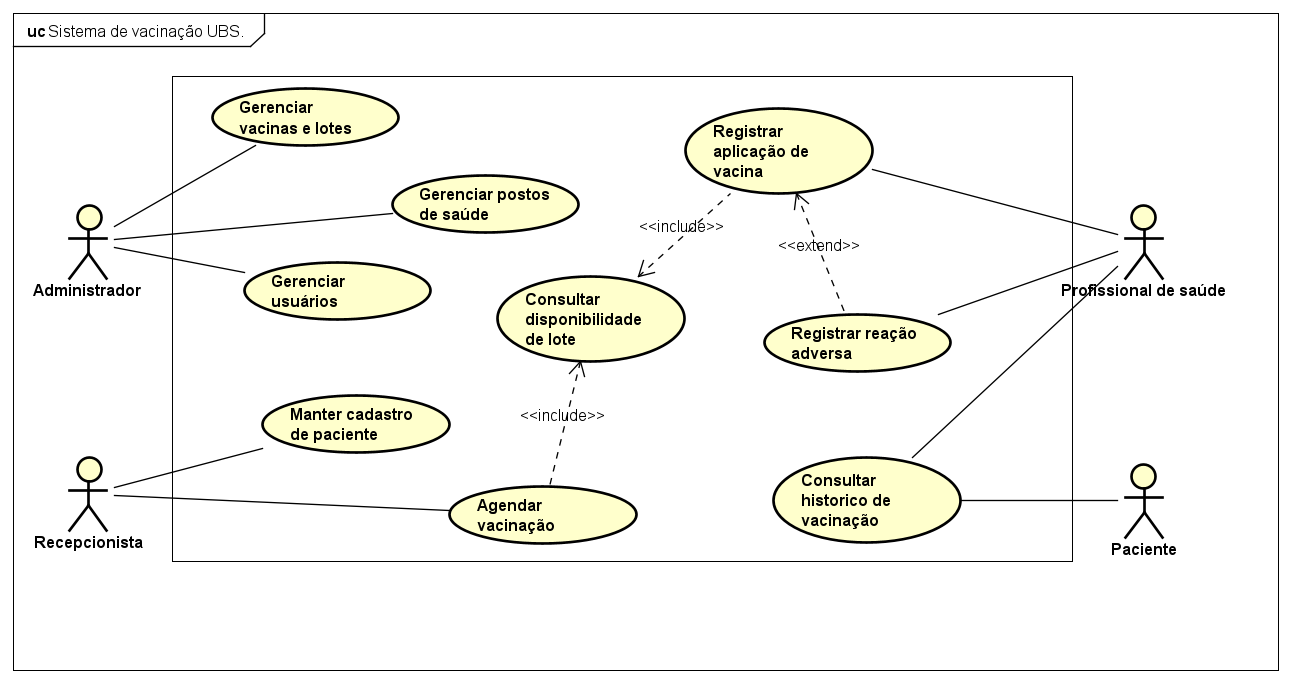 uc Sistema de vacinação UBS.
Gerenciar
vacinas e lotes
Registrar
aplicação de
vacina
Gerenciar postos
de saúde
<<include>>
<<extend>>
Administrador
Gerenciar
usuários
Consultar
disponibilidade
de lote
Profissional de saúde
Registrar reação
adversa
<<include>>
Manter cadastro
de paciente
Recepcionista
Agendar
vacinação
Consultar
historico de
vacinação
Paciente